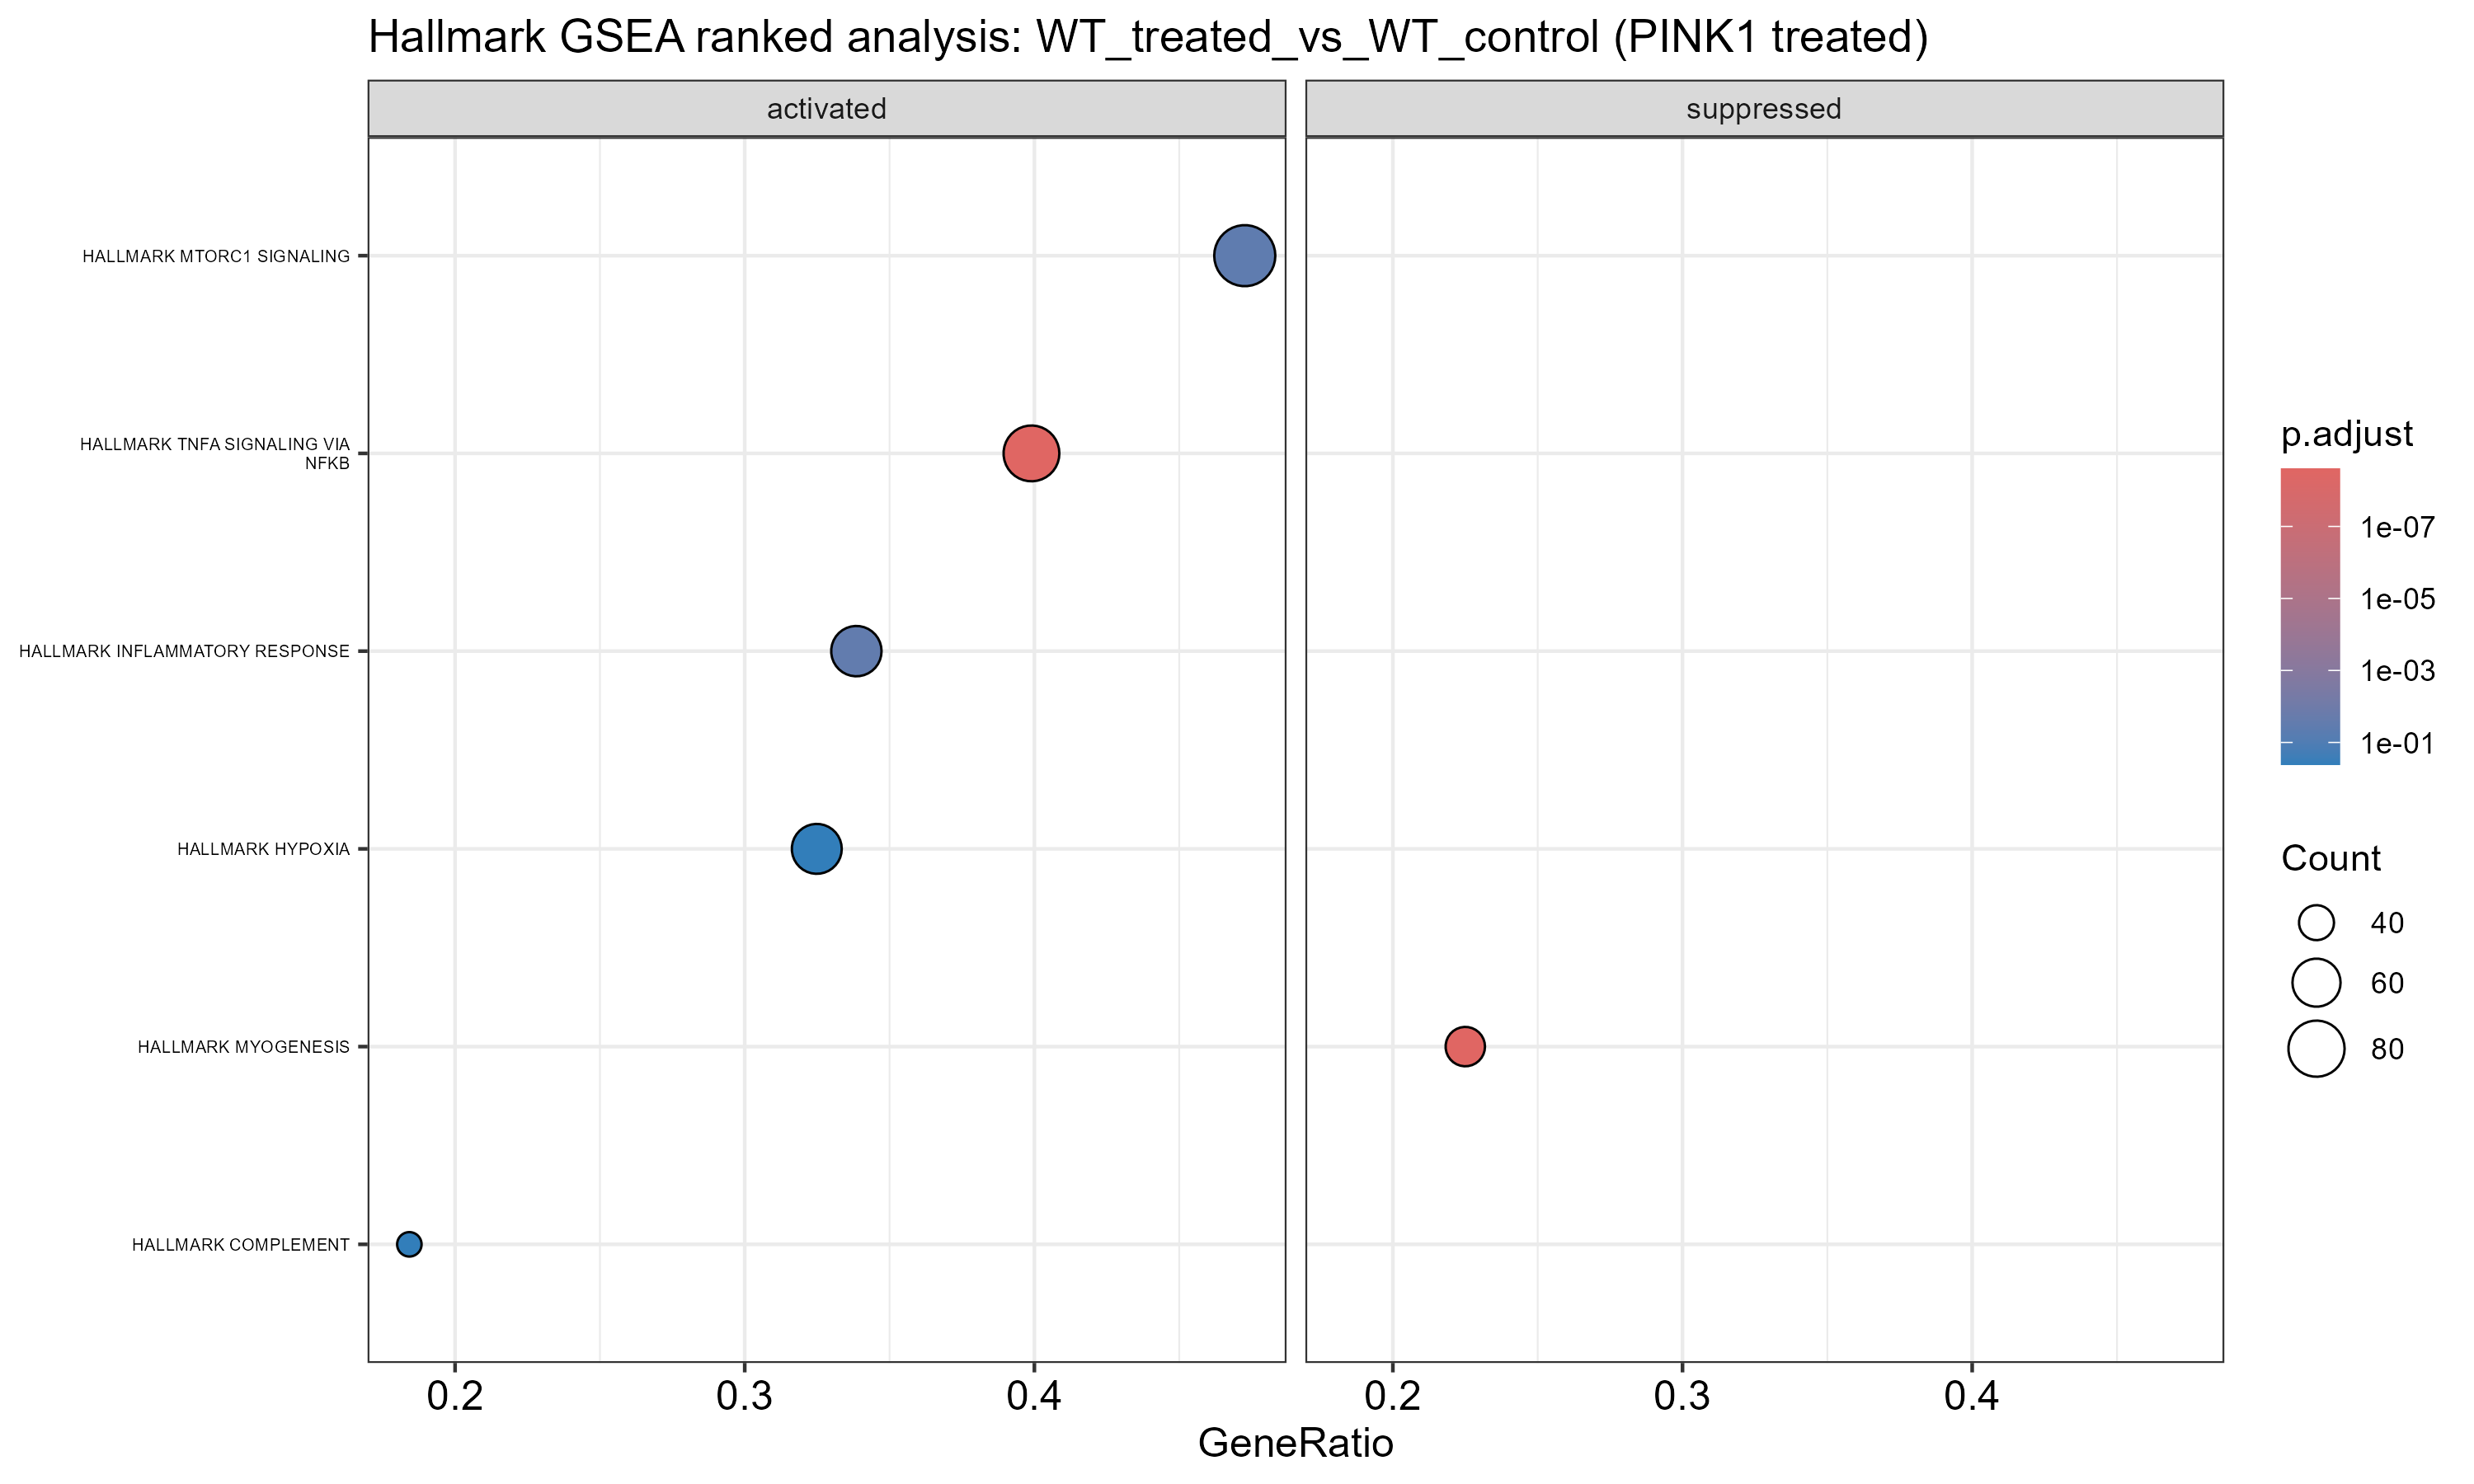 Hallmark GSEA ranked analysis: WT_treated_vs_WT_control (PINK1 treated)
activated
suppressed
HALLMARK MTORC1 SIGNALING
HALLMARK TNFA SIGNALING VIA
NFKB
HALLMARK INFLAMMATORY RESPONSE
HALLMARK HYPOXIA
HALLMARK MYOGENESIS
HALLMARK COMPLEMENT
0.2
0.3
0.4
0.2
0.3
0.4
GeneRatio
p.adjust
1e-07
1e-05
1e-03
1e-01
Count
40
60
80